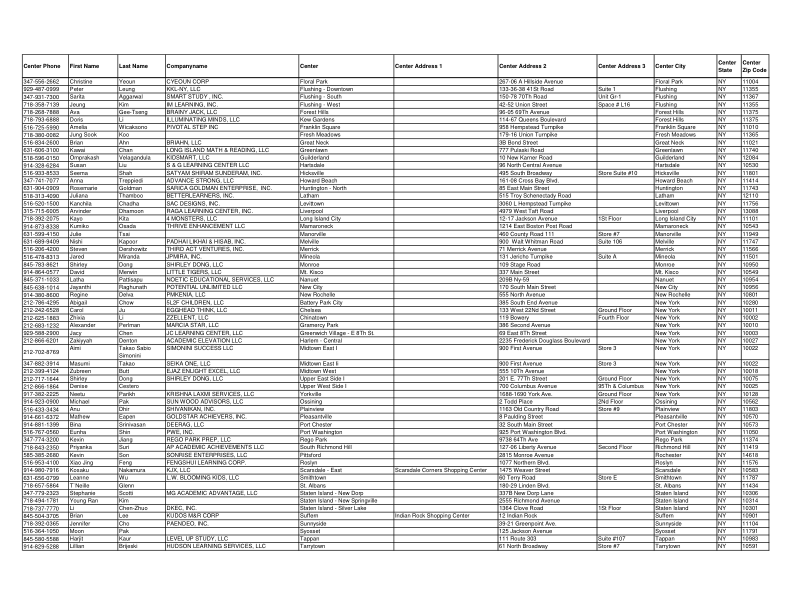 Center Phone First Name Last Name Companyname Center Center Address 1 Center Address 2 Center Address 3 Center City Center State Center Zip Code
347-556-2662 Christine Yeoun CYEOUN CORP Floral Park 267-06 A Hillside Avenue Floral Park NY 11004
929-487-0999 Peter Leung KKL-NY, LLC Flushing - Downtown 133-36-38 41St Road Suite 1 Flushing NY 11355
347-931-7300 Sarita Aggarwal SMART STUDY , INC. Flushing - South 150-78 70th Road Unit Gr-1 Flushing NY 11367
718-358-7139 Jeung Kim IM LEARNING, INC. Flushing - West 42-52 Union Street Space # L16 Flushing NY 11355
718-268-7888 Ava Gee-Tseng BRAINY JACK, LLC Forest Hills 96-05 69Th Avenue Forest Hills NY 11375
718-793-6888 Doris Li ILLUMINATING MINDS, LLC Kew Gardens 114-67 Queens Boulevard Forest Hills NY 11375
516-725-5990 Amelia Wicaksono PIVOTAL STEP INC Franklin Square 958 Hempstead Turnpike Franklin Square NY 11010
718-380-0082 Jung Sook Koo Fresh Meadows 179-16 Union Turnpike Fresh Meadows NY 11365
516-834-2600 Brian Ahn BRIAHN, LLC Great Neck 3B Bond Street Great Neck NY 11021
631-606-3100 Kawai Chan LONG ISLAND MATH & READING, LLC Greenlawn 777 Pulaski Road Greenlawn NY 11740
518-596-0150 Omprakash Velagandula KIDSMART, LLC Guilderland 10 New Karner Road Guilderland NY 12084
914-328-6284 Susan Liu S & G LEARNING CENTER LLC Hartsdale 96 North Central Avenue Hartsdale NY 10530
516-933-8533 Seema Shah SATYAM SHIRAM SUNDERAM, INC. Hicksville 495 South Broadway Store Suite #10 Hicksville NY 11801
347-741-7077 Anna Treppiedi ADVANCE STRONG, LLC Howard Beach 161-08 Cross Bay Blvd. Howard Beach NY 11414
631-904-0909 Rosemarie Goldman SARICA GOLDMAN ENTERPRISE, INC. Huntington - North 85 East Main Street Huntington NY 11743
518-313-4090 Juliana Thamboo BETTERLEARNERS, INC. Latham 515 Troy Schenectady Road Latham NY 12110
516-520-1500 Kanchla Chadha SAC DESIGNS, INC. Levittown 3060 L Hempstead Turnpike Levittown NY 11756
315-715-6005 Arvinder Dhamoon RAGA LEARNING CENTER, INC. Liverpool 4979 West Taft Road Liverpool NY 13088
718-392-2075 Kayo Kita 4 MONSTERS, LLC Long Island City 12-17 Jackson Avenue 1St Floor Long Island City NY 11101
914-873-8338 Kumiko Osada THRIVE ENHANCEMENT LLC Mamaroneck 1214 East Boston Post Road Mamaroneck NY 10543
631-599-4150 Julie Tsai Manorville 460 County Road 111 Store #7 Manorville NY 11949
631-689-9409 Nishi Kapoor PADHAI LIKHAI & HISAB, INC. Melville 900 Walt Whitman Road Suite 106 Melville NY 11747
516-206-4200 Steven Dershowitz THIRD ACT VENTURES, INC. Merrick 71 Merrick Avenue Merrick NY 11566
516-478-8313 Jared Miranda JPMIRA, INC. Mineola 131 Jericho Turnpike Suite A Mineola NY 11501
845-783-8621 Shirley Dong SHIRLEY DONG, LLC Monroe 109 Stage Road Monroe NY 10950
914-864-0577 David Merwin LITTLE TIGERS, LLC Mt. Kisco 337 Main Street Mt. Kisco NY 10549
845-371-1033 Latha Pattisapu NOETIC EDUCATIONAL SERVICES, LLC Nanuet 209B Ny-59 Nanuet NY 10954
845-638-1014 Jayanthi Raghunath POTENTIAL UNLIMITED LLC New City 170 South Main Street New City NY 10956
914-380-8600 Regine Delva PMKENIA, LLC New Rochelle 555 North Avenue New Rochelle NY 10801
212-786-4295 Abigail Chow 5L2F CHILDREN, LLC Battery Park City 385 South End Avenue New York NY 10280
212-242-6528 Carol Ju EGGHEAD THINK, LLC Chelsea 133 West 22Nd Street Ground Floor New York NY 10011
212-625-1883 Zhixia Li ZZELLENT, LLC Chinatown 119 Bowery Fourth Floor New York NY 10002
212-683-1232 Alexander Perlman MARCIA STAR, LLC Gramercy Park 386 Second Avenue New York NY 10010
929-588-2900 Jacy Chen JC LEARNING CENTER, LLC Greenwich Village - E 8Th St. 69 East 8Th Street New York NY 10003
212-866-6201 Zakiyyah Denton ACADEMIC ELEVATION LLC Harlem - Central 2235 Frederick Douglass Boulevard New York NY 10027
212-702-8769 Aimi Takao Sabio Simonini SIMONINI SUCCESS LLC Midtown East I 900 First Avenue Store 3 New York NY 10022
347-882-3914 Masumi Takao SEIKA ONE, LLC Midtown East Ii 900 First Avenue Store 3 New York NY 10022
212-399-4124 Zubreen Butt EJAZ ENLIGHT EXCEL, LLC Midtown West 555 10Th Avenue New York NY 10018
212-717-1644 Shirley Dong SHIRLEY DONG, LLC Upper East Side I 201 E. 77Th Street Ground Floor New York NY 10075
212-866-1864 Denise Cestero Upper West Side I 700 Columbus Avenue 95Th & Columbus New York NY 10025
917-382-2225 Neetu Parikh KRISHNA LAXMI SERVICES, LLC Yorkville 1688-1690 York Ave. Ground Floor New York NY 10128
914-923-0900 Michael Pak SUN WOOD ADVISORS, LLC Ossining 2 Todd Place 2Nd Floor Ossining NY 10562
516-433-3434 Anu Dhir SHIVANIKAN, INC. Plainview 1163 Old Country Road Store #9 Plainview NY 11803
914-661-4372 Mathew Eapen GOLDSTAR ACHIEVERS, INC. Pleasantville 8 Paulding Street Pleasantville NY 10570
914-881-1399 Bina Srinivasan DEERAG, LLC Port Chester 32 South Main Street Port Chester NY 10573
516-767-0560 Eunha Shin PWE, INC. Port Washington 925 Port Washington Blvd. Port Washington NY 11050
347-774-3200 Kevin Jiang REGO PARK PREP, LLC Rego Park 9738 64Th Ave Rego Park NY 11374
718-843-2350 Priyanka Suri AP ACADEMIC ACHIEVEMENTS LLC South Richmond Hill 127-06 Liberty Avenue Second Floor Richmond Hill NY 11419
585-385-2680 Kevin Son SONRISE ENTERPRISES, LLC Pittsford 2815 Monroe Avenue Rochester NY 14618
516-953-4100 Xiao Jing Feng FENGSHUI LEARNING CORP. Roslyn 1077 Northern Blvd. Roslyn NY 11576
914-980-7916 Kosaku Nakamura KJX, LLC Scarsdale - East Scarsdale Corners Shopping Center 1475 Weaver Street Scarsdale NY 10583
631-656-0799 Leanne Wu L.W. BLOOMING KIDS, LLC Smithtown 60 Terry Road Store E Smithtown NY 11787
718-657-5864 T Neille Glenn St. Albans 180-29 Linden Blvd. St. Albans NY 11434
347-779-2323 Stephanie Scotti MG ACADEMIC ADVANTAGE, LLC Staten Island - New Dorp 337B New Dorp Lane Staten Island NY 10306
718-494-1781 Young Ran Kim Staten Island - New Springville 2555 Richmond Avenue Staten Island NY 10314
718-737-7770 Li Chen-Zhuo DKEC, INC. Staten Island - Silver Lake 1364 Clove Road 1St Floor Staten Island NY 10301
845-504-3705 Brian Lee KUDOS M&R CORP Suffern Indian Rock Shopping Center 12 Indian Rock Suffern NY 10901
718-392-0365 Jennifer Cho PAENDEO, INC. Sunnyside 39-21 Greenpoint Ave. Sunnyside NY 11104
516-364-1050 Moon Pak Syosset 125 Jackson Avenue Syosset NY 11791
845-580-5588 Harjit Kaur LEVEL UP STUDY, LLC Tappan 111 Route 303 Suite #107 Tappan NY 10983
914-829-5288 Lillian Brijeski HUDSON LEARNING SERVICES, LLC Tarrytown 61 North Broadway Store #7 Tarrytown NY 10591